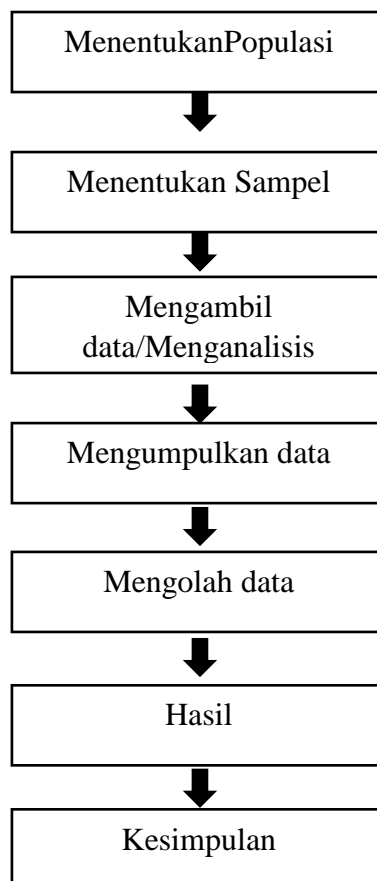 MenentukanPopulasi
Menentukan Sampel
Mengambil
data/Menganalisis
Mengumpulkan data
Mengolah data
Hasil
Kesimpulan